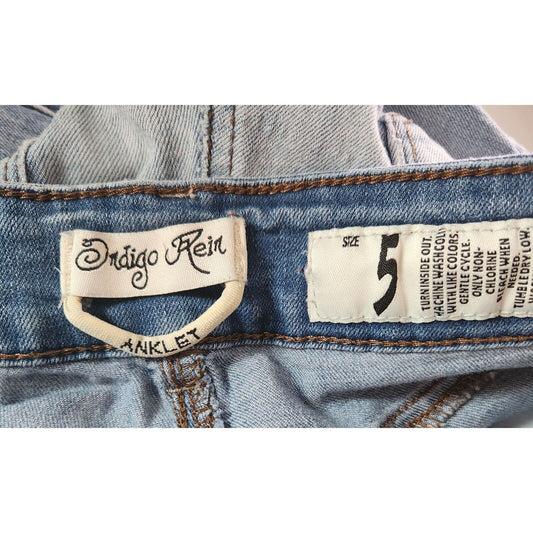 Indigo Rein
ANKLET
SIZE
5
TURN INSIDE OUT,
MACHINE WASH COLD
WITH LIKE COLORS,
GENTLE CYCLE.
ONLY NON-
CHLORINE
BLEACH WHEN
NEEDED.
TUMBLE DRY LOW.